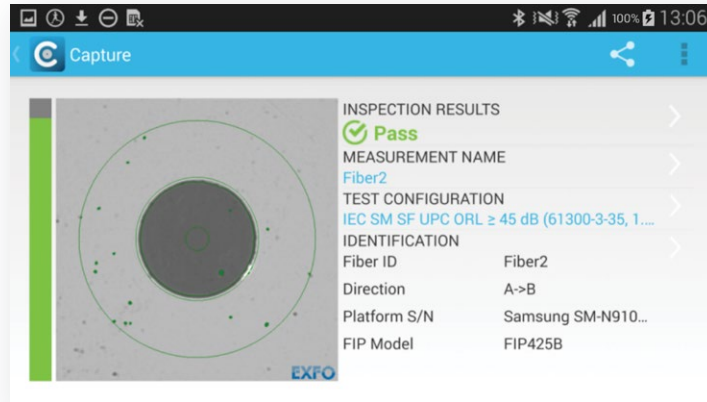 100% 13:06
Capture
INSPECTION RESULTS
Pass
MEASUREMENT NAME
Fiber2
TEST CONFIGURATION
IEC SM SF UPC ORL ≥ 45 dB (61300-3-35, 1....
IDENTIFICATION
Fiber ID Fiber2
Direction A->B
Platform S/N Samsung SM-N910...
FIP Model FIP425B
EXFO